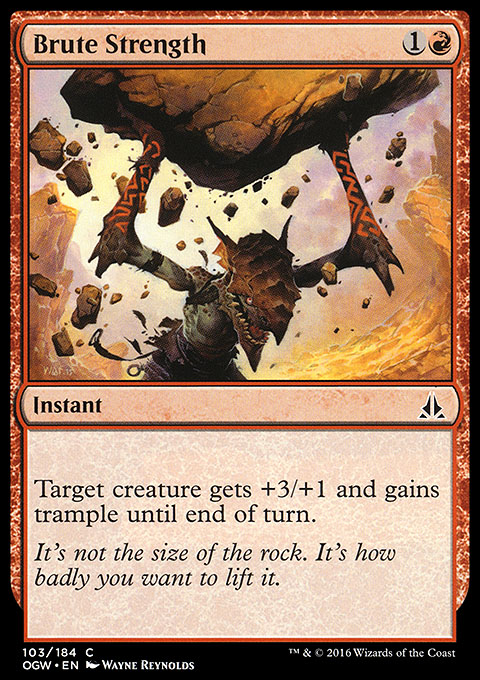 Brute Strength 1
Instant
Target creature gets +3/+1 and gains
trample until end of turn.
It's not the size of the rock. It's how
badly you want to lift it.
103/184 C
OGW • EN Wayne Reynolds
™ & © 2016 Wizards of the Coast